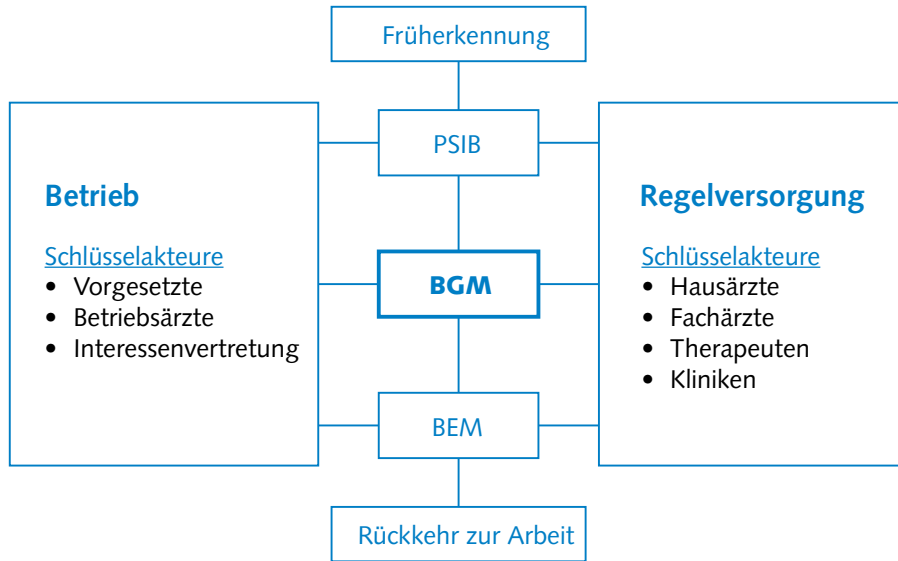 Früherkennung
PSIB
Betrieb
Schlüsselakteure
• Vorgesetzte
• Betriebsärzte
• Interessenvertretung
BGM
Regelversorgung
Schlüsselakteure
• Hausärzte
• Fachärzte
• Therapeuten
• Kliniken
BEM
Rückkehr zur Arbeit